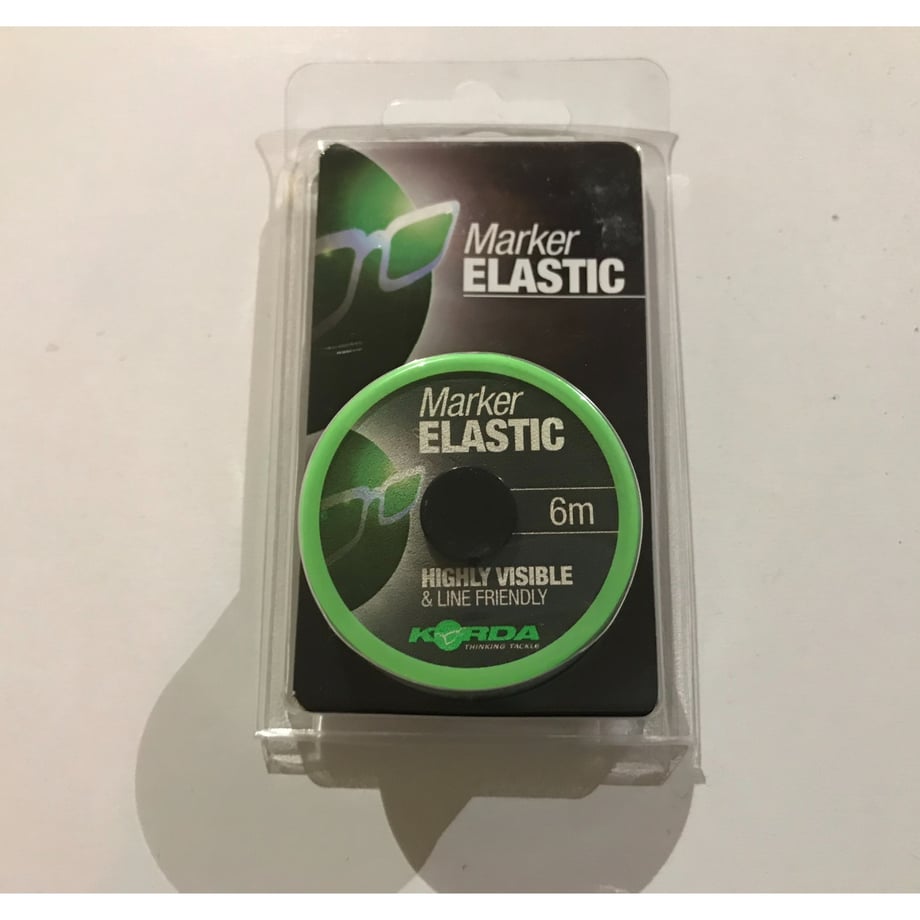 Marker
ELASTIC
Marker
ELASTIC
6m
HIGHLY VISIBLE
& LINE FRIENDLY
KORDA
THINKING TACKLE